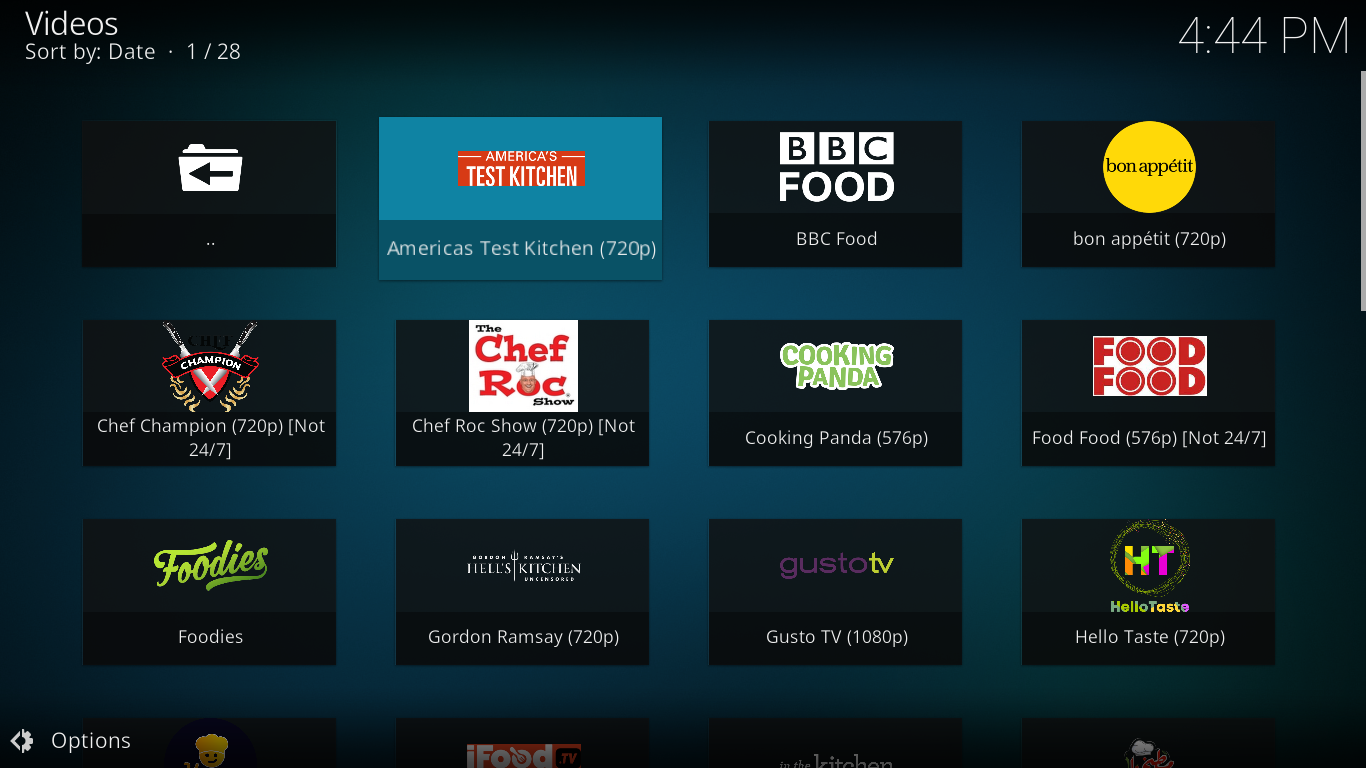 Videos
Sort by: Date · 1 / 28
4:44 PM
..
AMERICA'S
TEST KITCHEN
Americas Test Kitchen (720p)
BBC
FOOD
BBC Food
bon appétit
bon appétit (720p)
CHEF
CHAMPION
Chef Champion (720p) [Not
24/7]
The
Chef
Roc
Show
Chef Roc Show (720p) [Not
24/7]
COOKING
PANDA
Cooking Panda (576p)
FOOD
FOOD
Food Food (576p) [Not 24/7]
Foodies
Foodies
GORDON RAMSAY'S
HELL'S KITCHEN
UNCENSORED
Gordon Ramsay (720p)
gustotv
Gusto TV (1080p)
HT
HelloTaste
Hello Taste (720p)
iFood.TV
in the kitchen
Options